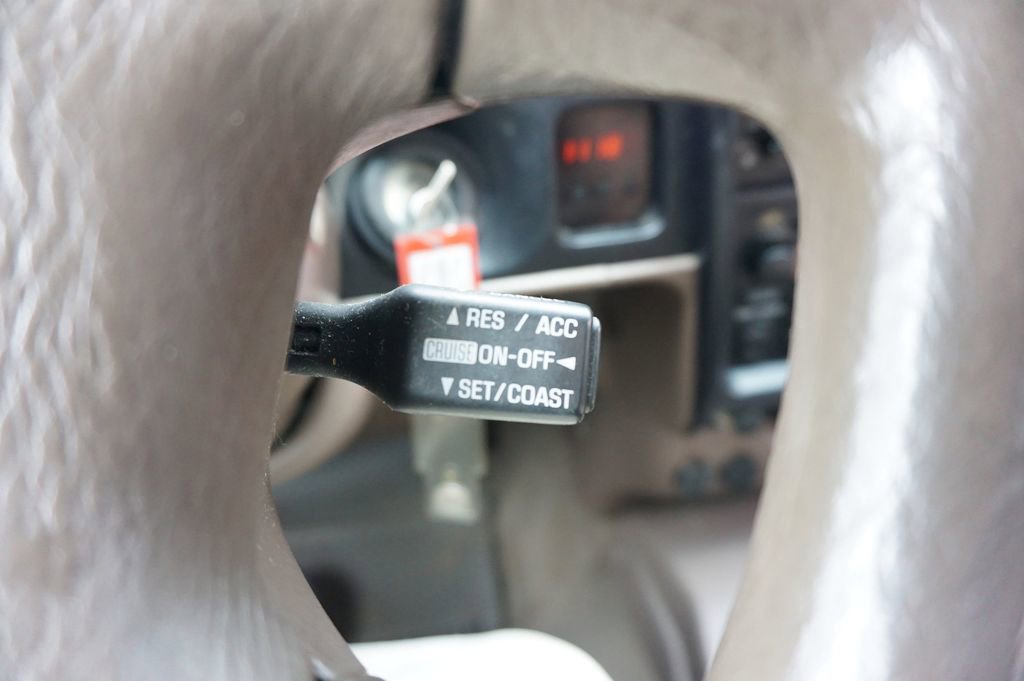 ▲ RES / ACC
CRUISE ON-OFF ◄
▼ SET/COAST